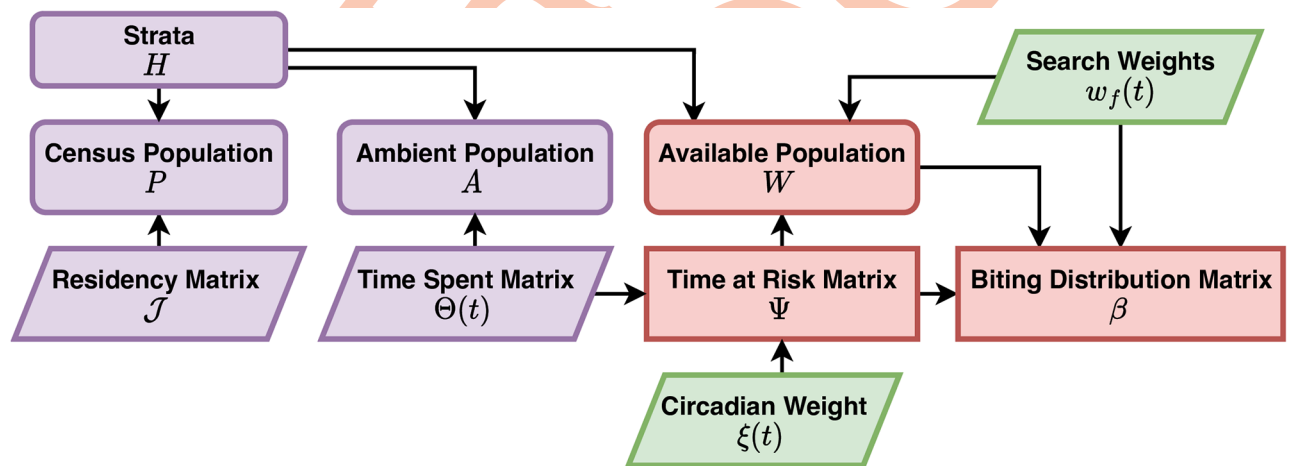 Strata
H
Search Weights
w_f(t)
Census Population
P
Ambient Population
A
Available Population
W
Residency Matrix
𝒥
Time Spent Matrix
Θ(t)
Time at Risk Matrix
Ψ
Biting Distribution Matrix
β
Circadian Weight
ξ(t)